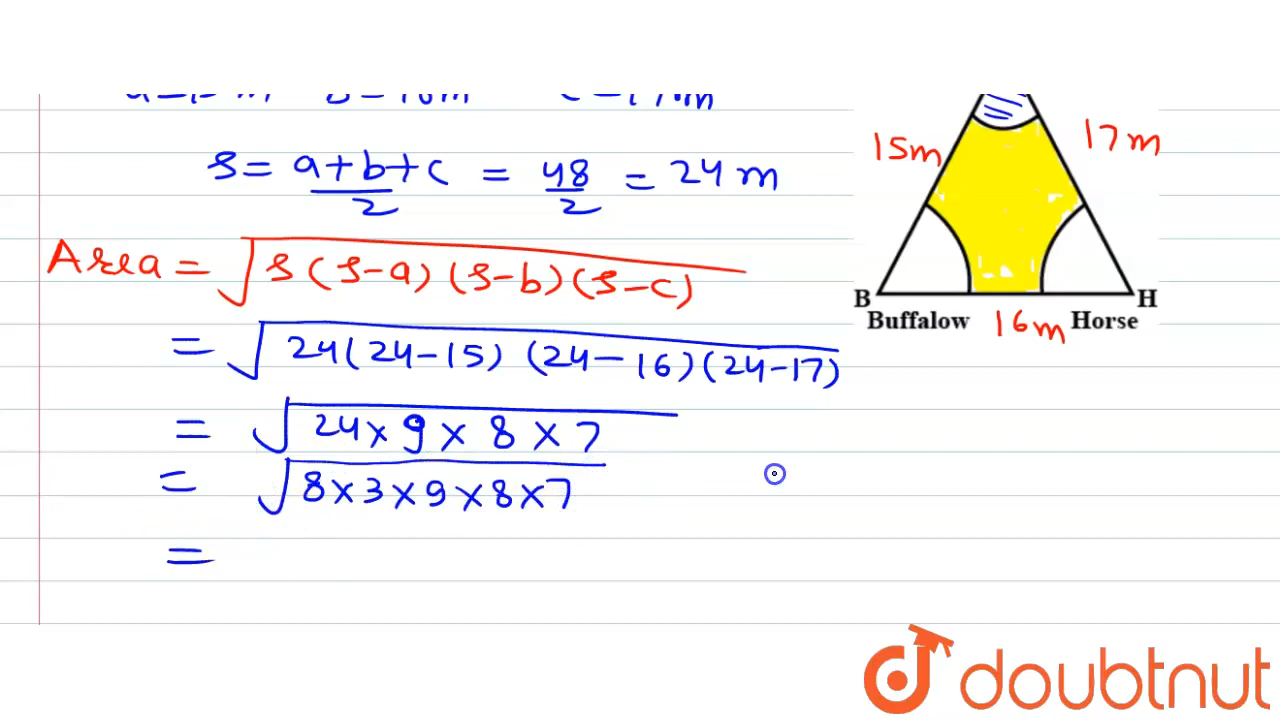 s = a+b+c/2 = 48/2 = 24 m
Area = √s(s-a)(s-b)(s-c)
= √24(24-15)(24-16)(24-17)
= √24×9×8×7
= √8×3×9×8×7
=
15m
17m
B
H
Buffalow
16m
Horse
doubtnut